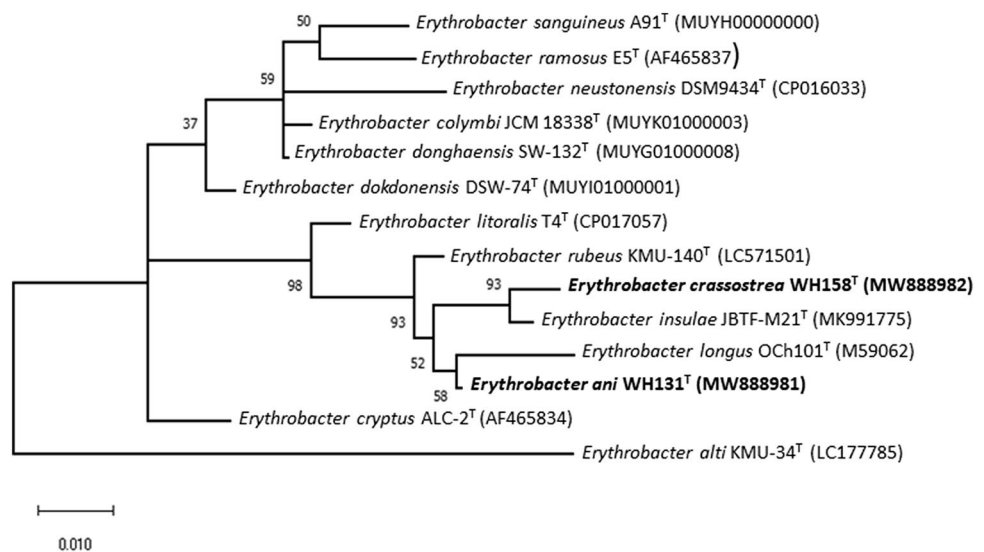 50
Erythrobacter sanguineus A91ᵀ (MUYH00000000)
Erythrobacter ramosus E5ᵀ (AF465837)
59
Erythrobacter neustonensis DSM9434ᵀ (CP016033)
37
Erythrobacter colymbi JCM 18338ᵀ (MUYK01000003)
Erythrobacter donghaensis SW-132ᵀ (MUYG01000008)
Erythrobacter dokdonensis DSW-74ᵀ (MUYI01000001)
Erythrobacter litoralis T4ᵀ (CP017057)
Erythrobacter rubeus KMU-140ᵀ (LC571501)
98
93
Erythrobacter crassostrea WH158ᵀ (MW888982)
93
Erythrobacter insulae JBTF-M21ᵀ (MK991775)
52
Erythrobacter longus OCh101ᵀ (M59062)
58
Erythrobacter ani WH131ᵀ (MW888981)
Erythrobacter cryptus ALC-2ᵀ (AF465834)
Erythrobacter alti KMU-34ᵀ (LC177785)
0.010